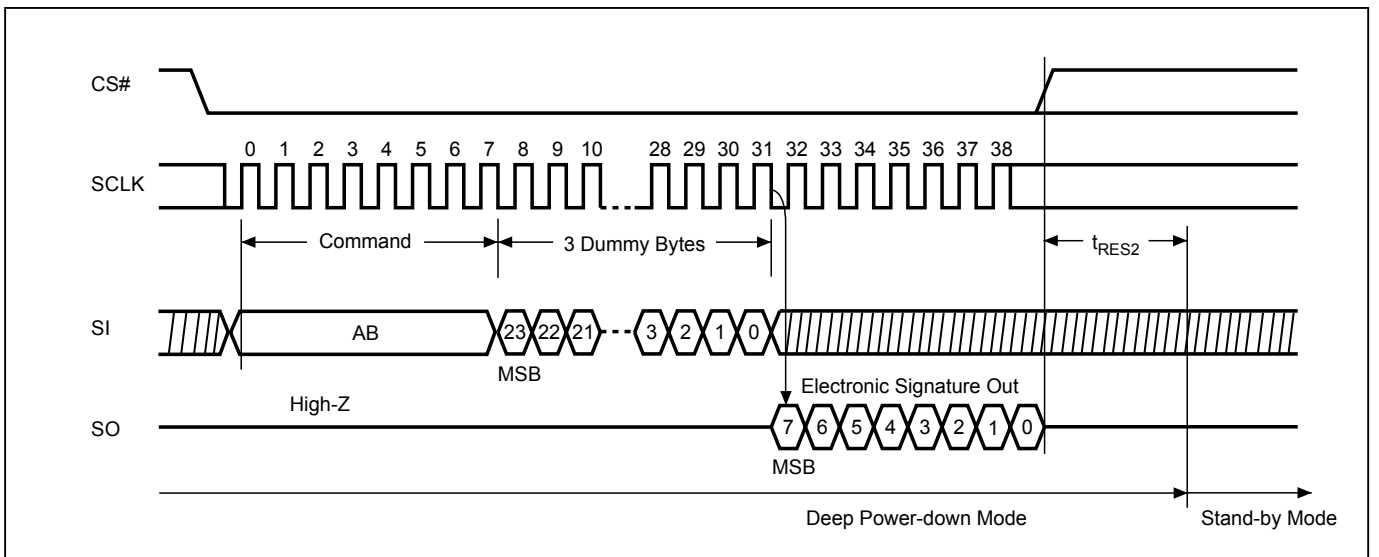 CS#
0 1 2 3 4 5 6 7 8 9 10 28 29 30 31 32 33 34 35 36 37 38
SCLK
Command 3 Dummy Bytes tRES2
SI AB 23 22 21 3 2 1 0
MSB
Electronic Signature Out
High-Z
SO 7 6 5 4 3 2 1 0
MSB
Deep Power-down Mode Stand-by Mode